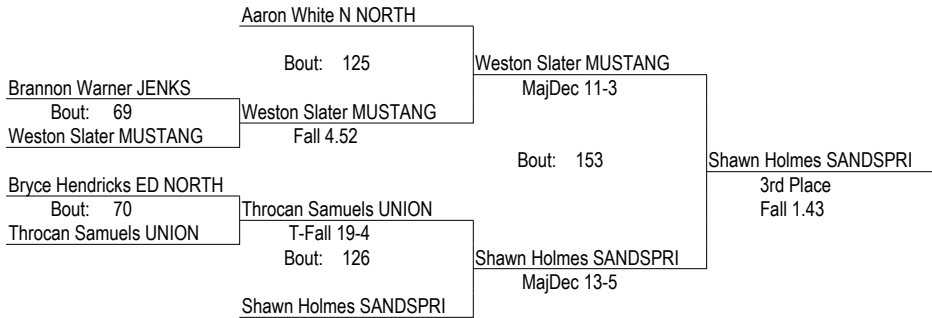 Aaron White N NORTH
Bout: 125
Weston Slater MUSTANG
MajDec 11-3
Brannon Warner JENKS
Bout: 69
Weston Slater MUSTANG
Weston Slater MUSTANG
Fall 4.52
Bout: 153
Shawn Holmes SANDSPRI
3rd Place
Fall 1.43
Bryce Hendricks ED NORTH
Bout: 70
Throcan Samuels UNION
Throcan Samuels UNION
T-Fall 19-4
Bout: 126
Shawn Holmes SANDSPRI
MajDec 13-5
Shawn Holmes SANDSPRI